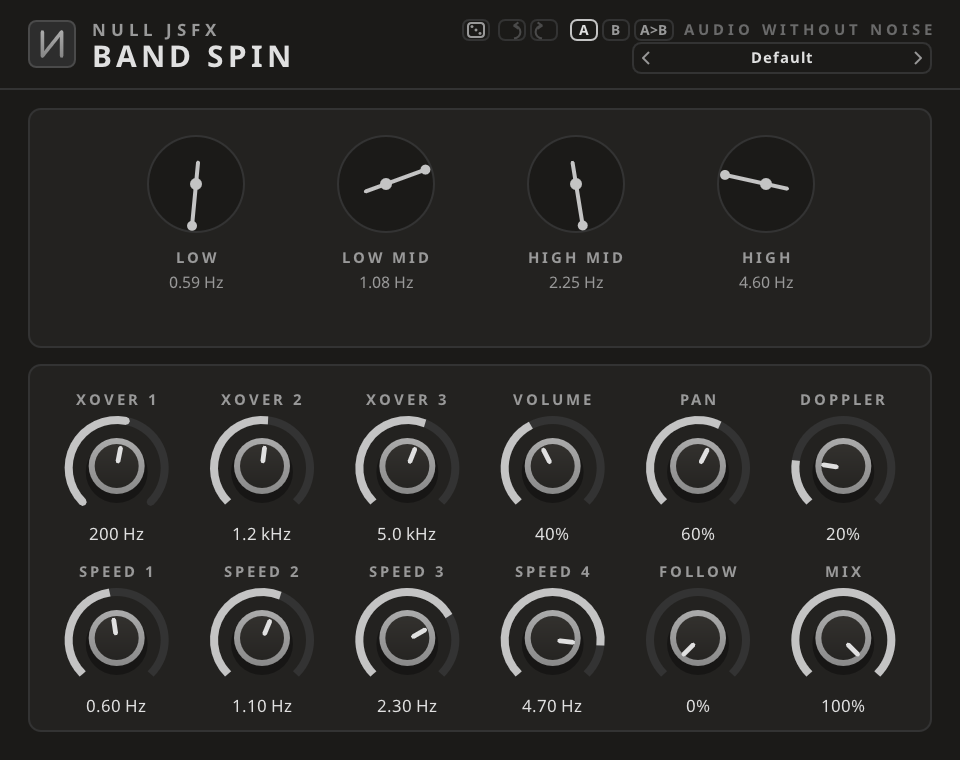 NULL JSFX
BAND SPIN
A B A>B AUDIO WITHOUT NOISE
Default
LOW LOW MID HIGH MID HIGH
0.59 Hz 1.08 Hz 2.25 Hz 4.60 Hz
XOVER 1 XOVER 2 XOVER 3 VOLUME PAN DOPPLER
200 Hz 1.2 kHz 5.0 kHz 40% 60% 20%
SPEED 1 SPEED 2 SPEED 3 SPEED 4 FOLLOW MIX
0.60 Hz 1.10 Hz 2.30 Hz 4.70 Hz 0% 100%